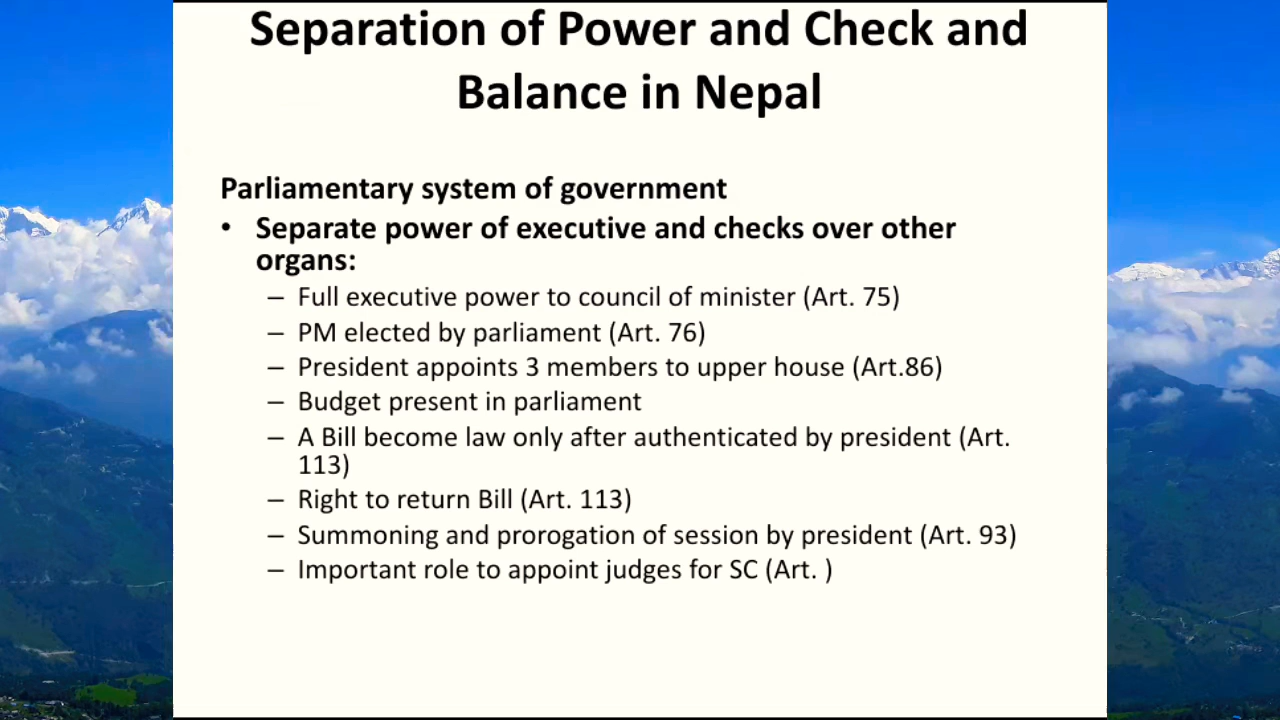 Separation of Power and Check and
Balance in Nepal
Parliamentary system of government
• Separate power of executive and checks over other
organs:
– Full executive power to council of minister (Art. 75)
– PM elected by parliament (Art. 76)
– President appoints 3 members to upper house (Art.86)
– Budget present in parliament
– A Bill become law only after authenticated by president (Art.
113)
– Right to return Bill (Art. 113)
– Summoning and prorogation of session by president (Art. 93)
– Important role to appoint judges for SC (Art. )